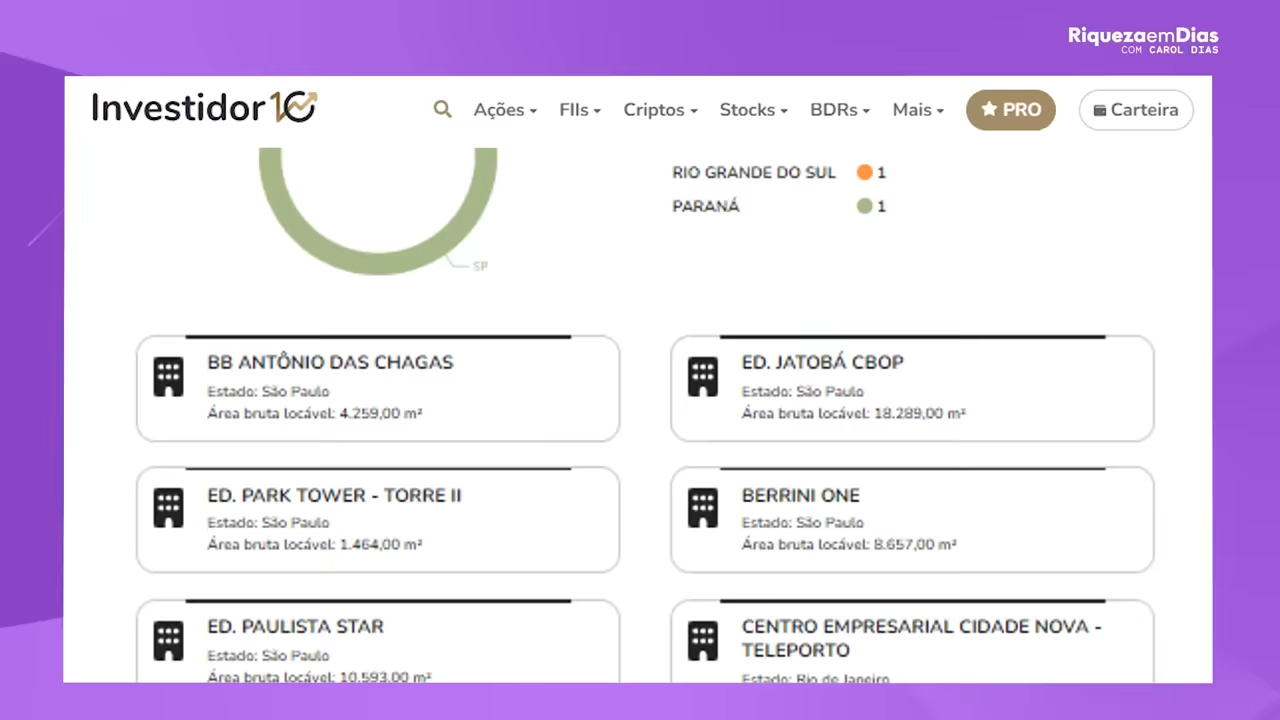 RiquezaemDias
COM CAROL DIAS
Investidor 10
Ações
FIIs
Criptos
Stocks
BDRs
Mais
PRO
Carteira
RIO GRANDE DO SUL 1
PARANÁ 1
SP
BB ANTÔNIO DAS CHAGAS
Estado: São Paulo
Área bruta locável: 4.259,00 m²
ED. JATOBÁ CBOP
Estado: São Paulo
Área bruta locável: 18.289,00 m²
ED. PARK TOWER - TORRE II
Estado: São Paulo
Área bruta locável: 1.464,00 m²
BERRINI ONE
Estado: São Paulo
Área bruta locável: 8.657,00 m²
ED. PAULISTA STAR
Estado: São Paulo
Área bruta locável: 10.593,00 m²
CENTRO EMPRESARIAL CIDADE NOVA -
TELEPORTO
Estado: Rio de Janeiro